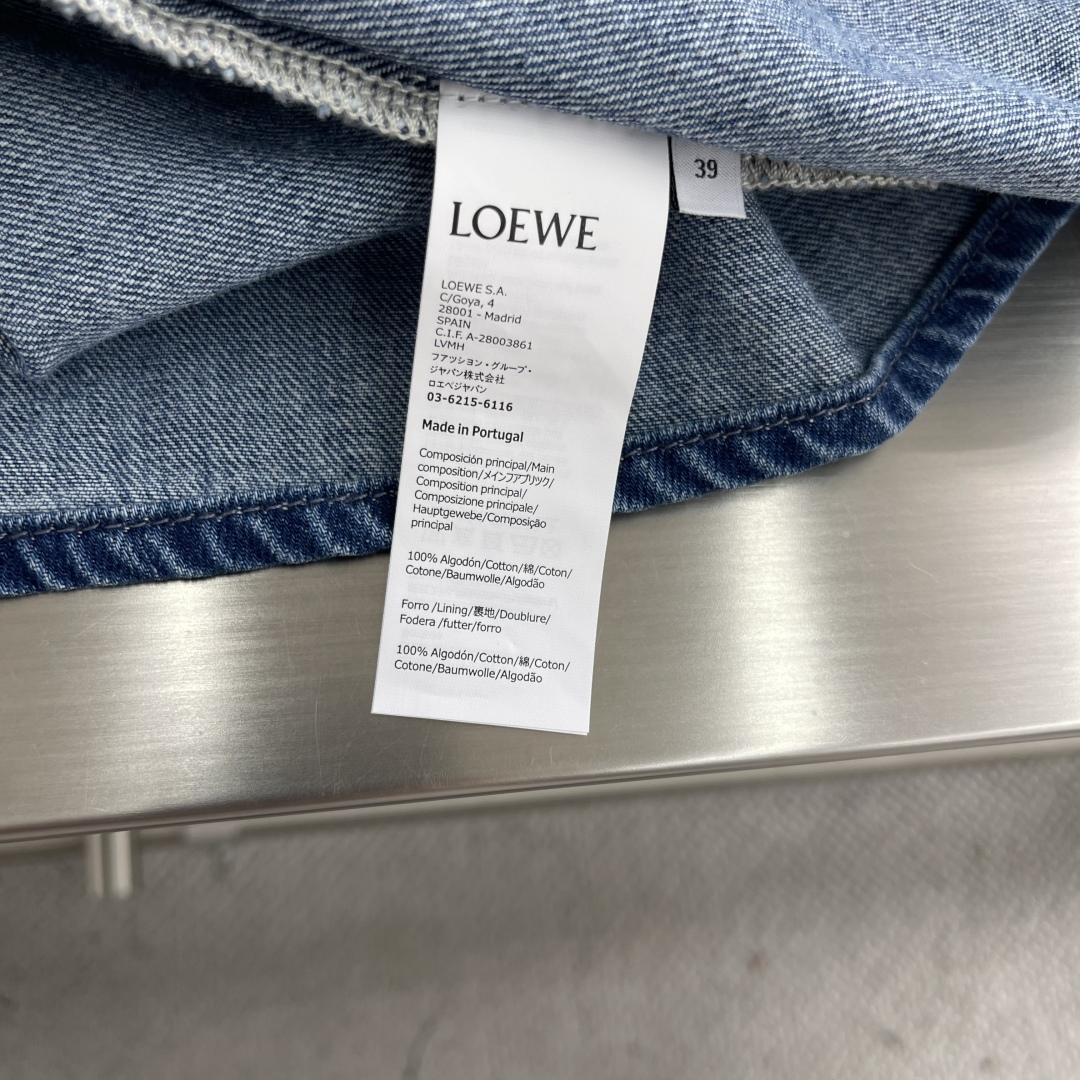 LOEWE
39
LOEWE S.A.
C/Goya, 4
28001 - Madrid
SPAIN
C.I.F. A-28003861
LVMH
ファッション・グループ・
ジャパン株式会社
ロエベジャパン
03-6215-6116
Made in Portugal
Composición principal/Main
composition/メインファブリック/
Composition principal/
Composizione principale/
Hauptgewebe/Composição
principal
100% Algodón/Cotton/綿/Coton/
Cotone/Baumwolle/Algodão
Forro /Lining/裏地/Doublure/
Fodera /futter/forro
100% Algodón/Cotton/綿/Coton/
Cotone/Baumwolle/Algodão